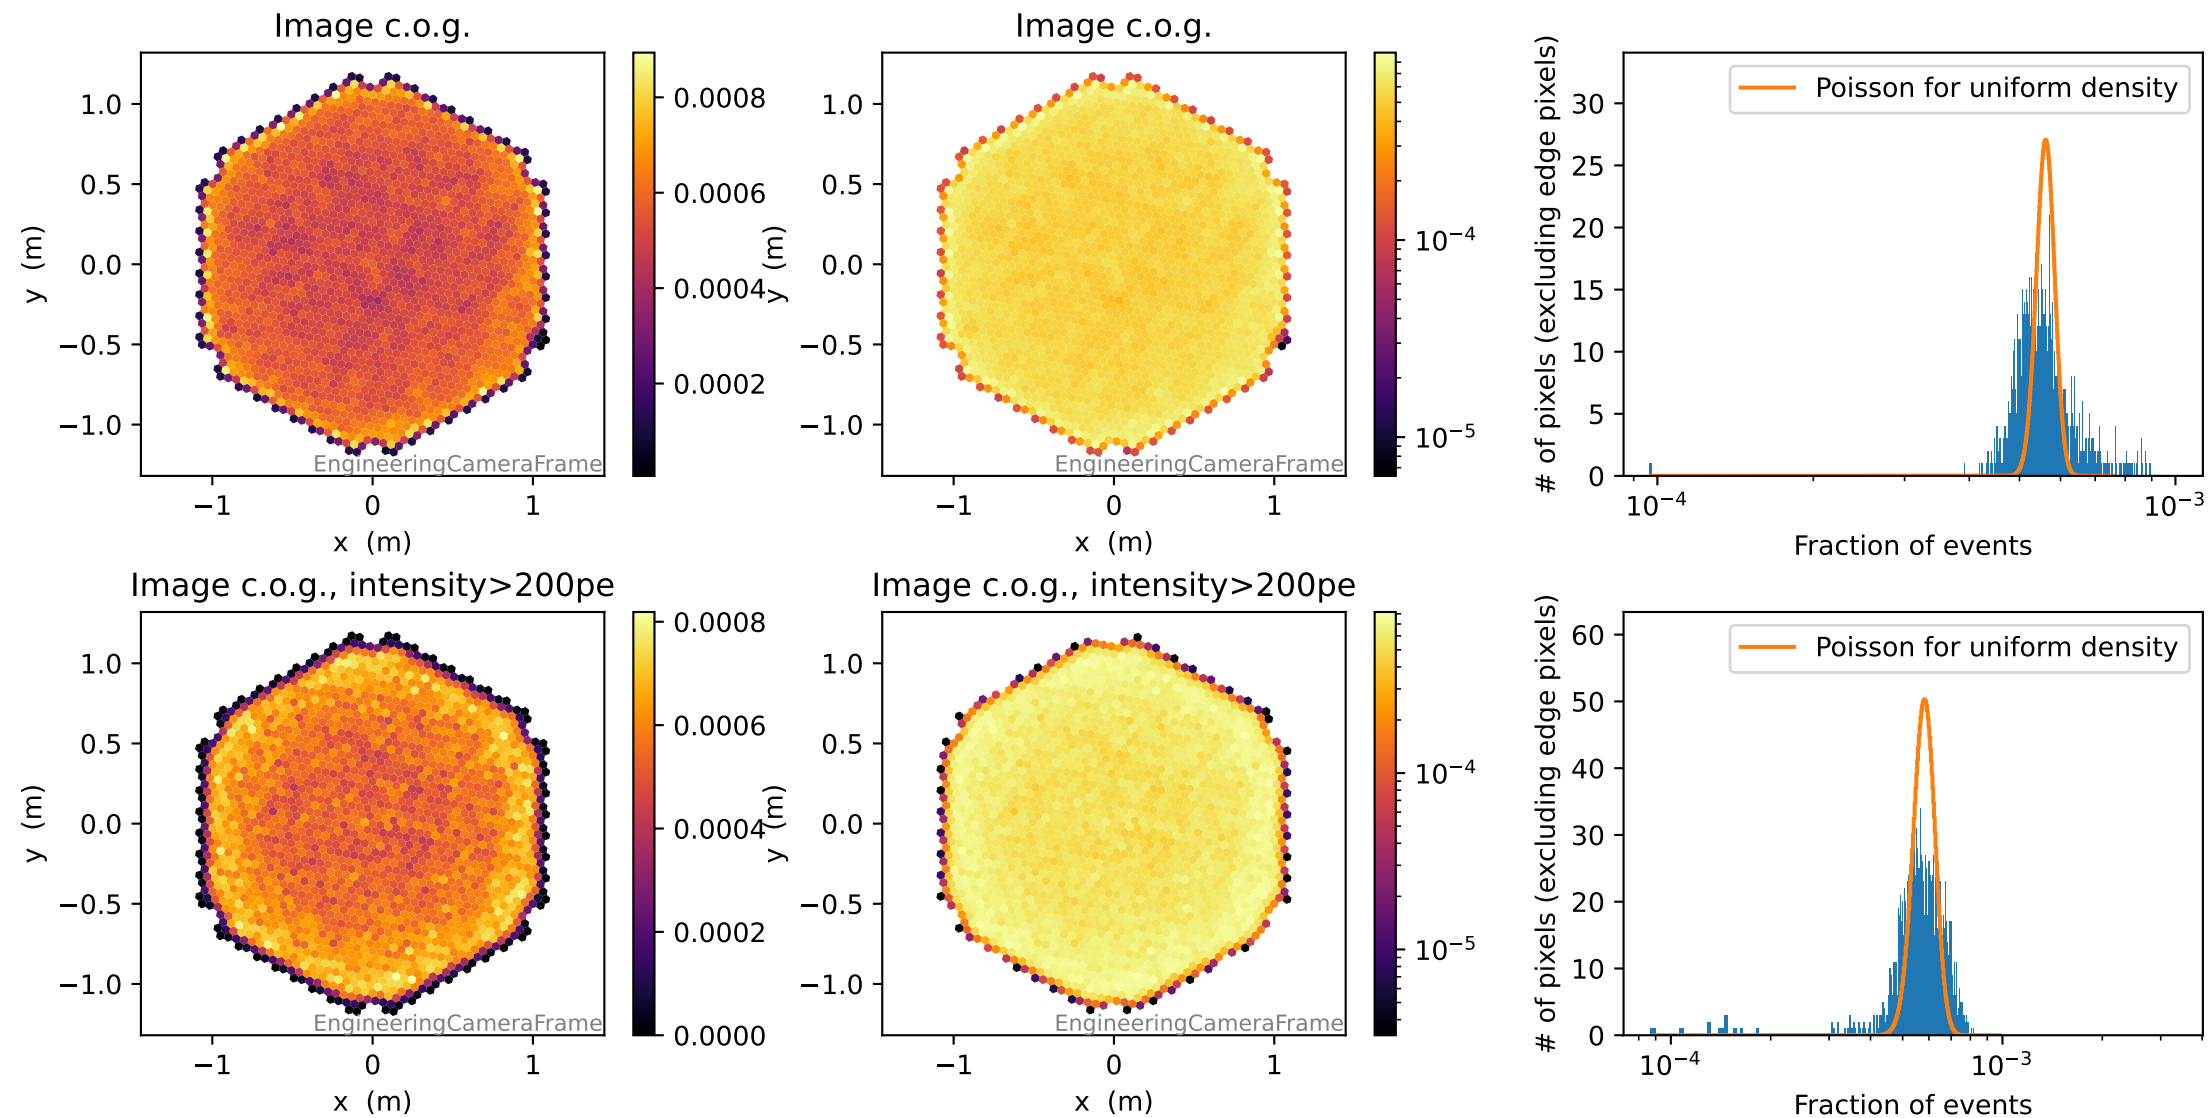 Image c.o.g.
Image c.o.g.
1.0
0.5
0.0
−0.5
−1.0
y (m)
−1
0
1
x (m)
EngineeringCameraFrame
0.0008
0.0006
0.0004
0.0002
1.0
0.5
0.0
−0.5
−1.0
y (m)
−1
0
1
x (m)
EngineeringCameraFrame
10⁻⁴
10⁻⁵
# of pixels (excluding edge pixels)
30
25
20
15
10
5
0
Poisson for uniform density
10⁻⁴
10⁻³
Fraction of events
Image c.o.g., intensity>200pe
Image c.o.g., intensity>200pe
1.0
0.5
0.0
−0.5
−1.0
y (m)
−1
0
1
x (m)
EngineeringCameraFrame
0.0008
0.0006
0.0004
0.0002
0.0000
1.0
0.5
0.0
−0.5
−1.0
y (m)
−1
0
1
x (m)
EngineeringCameraFrame
10⁻⁴
10⁻⁵
# of pixels (excluding edge pixels)
60
50
40
30
20
10
0
Poisson for uniform density
10⁻⁴
10⁻³
Fraction of events